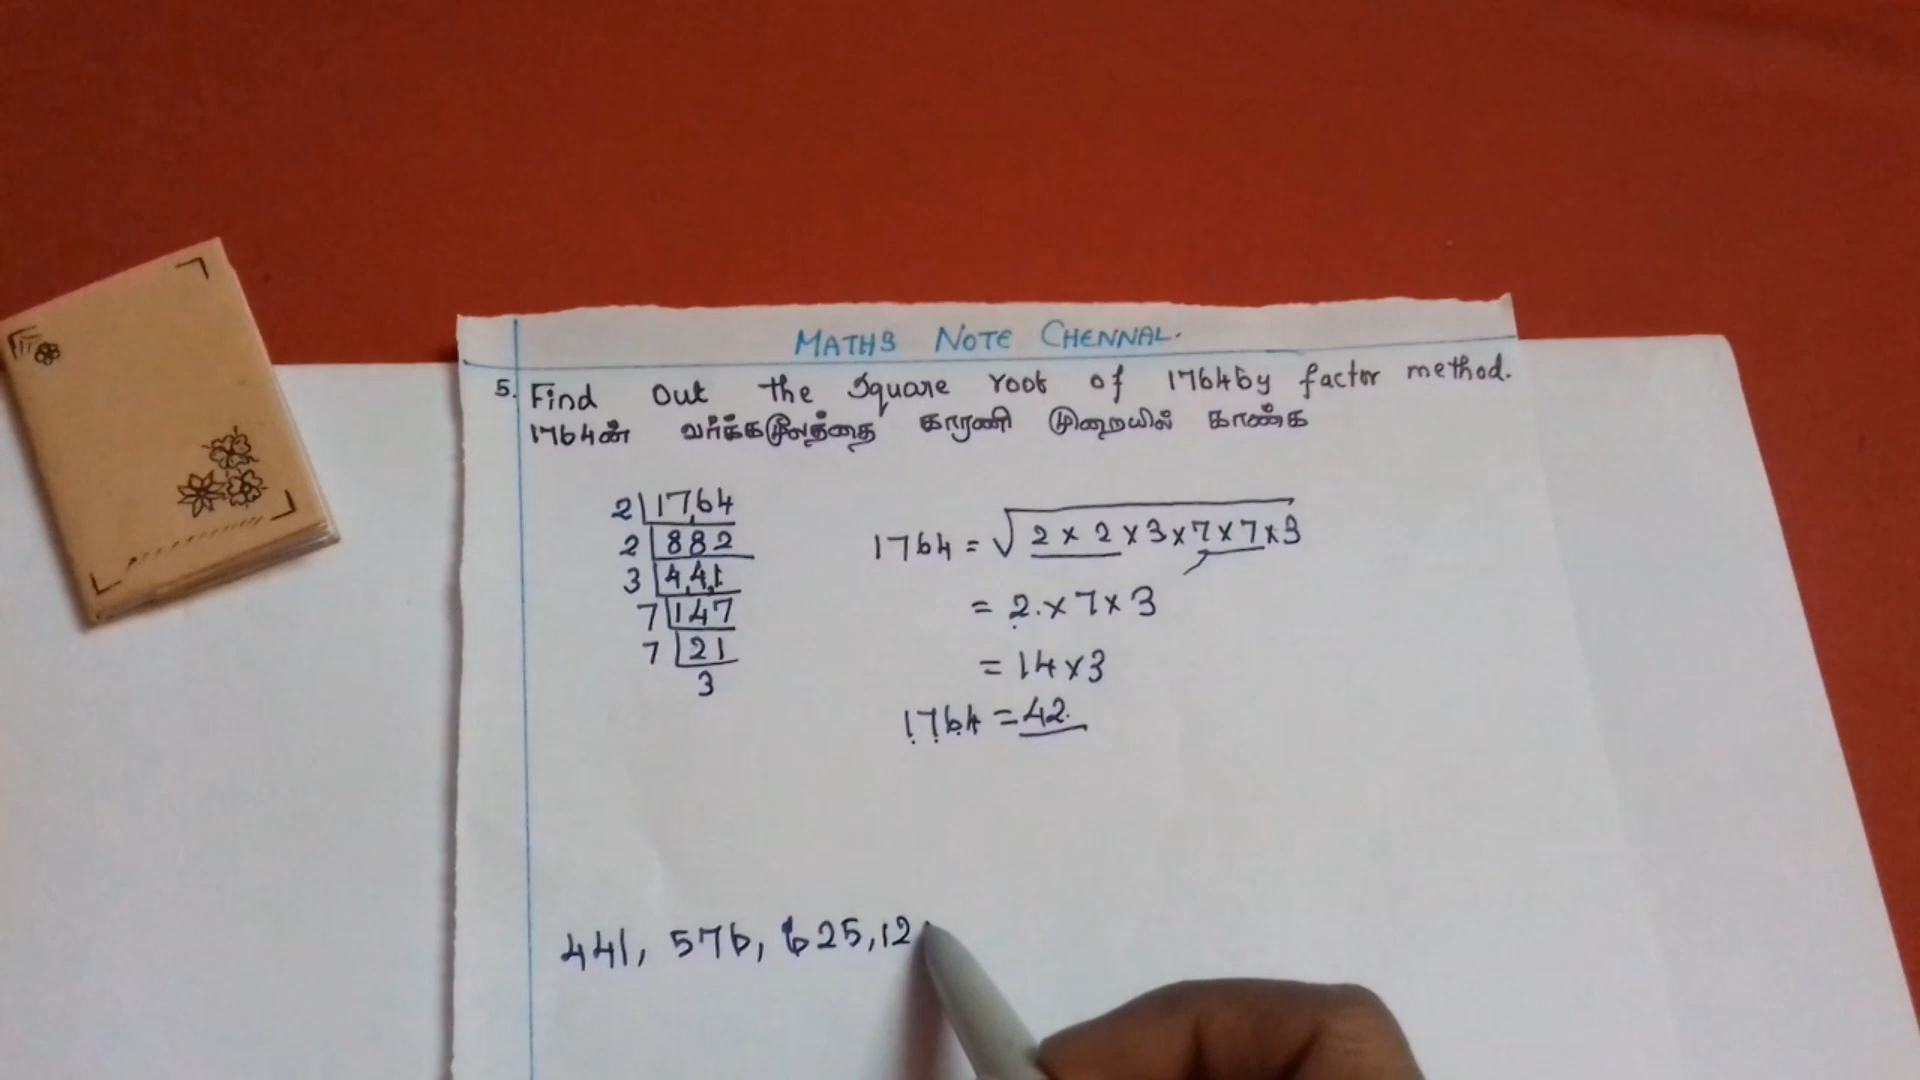 MATHS NOTE CHENNAL.
5. Find out the square root of 1764 by factor method.
1764ன் வர்க்கமூலத்தை காரணி முறையில் காண்க
2 | 1764
2 | 882
3 | 441
7 | 147
7 | 21
3
1764 = √2 × 2 × 3 × 7 × 7 × 3
= 2 × 7 × 3
= 14 × 3
1764 = 42
441, 576, 625, 12